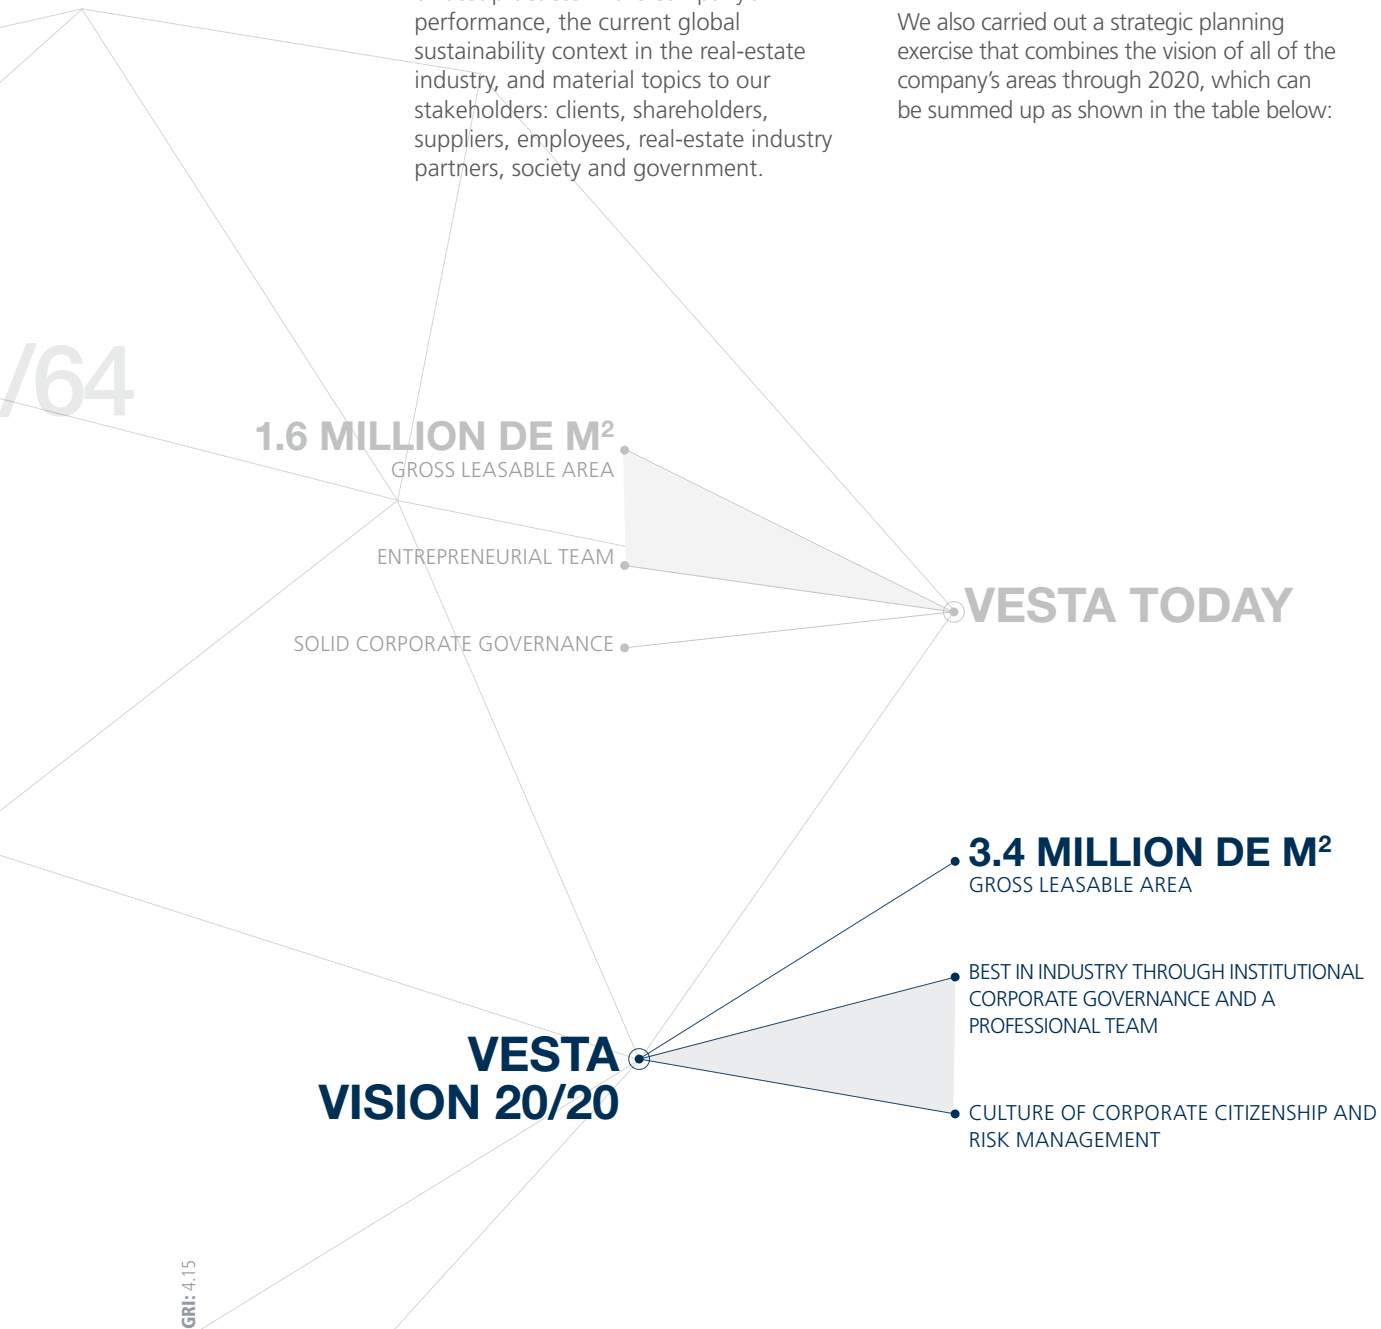 performance, the current global
sustainability context in the real-estate
industry, and material topics to our
stakeholders: clients, shareholders,
suppliers, employees, real-estate industry
partners, society and government.
We also carried out a strategic planning
exercise that combines the vision of all of the
company's areas through 2020, which can
be summed up as shown in the table below:
/64
1.6 MILLION DE M²
GROSS LEASABLE AREA
ENTREPRENEURIAL TEAM
SOLID CORPORATE GOVERNANCE
VESTA TODAY
3.4 MILLION DE M²
GROSS LEASABLE AREA
BEST IN INDUSTRY THROUGH INSTITUTIONAL
CORPORATE GOVERNANCE AND A
PROFESSIONAL TEAM
VESTA
VISION 20/20
CULTURE OF CORPORATE CITIZENSHIP AND
RISK MANAGEMENT
GRI: 4.15